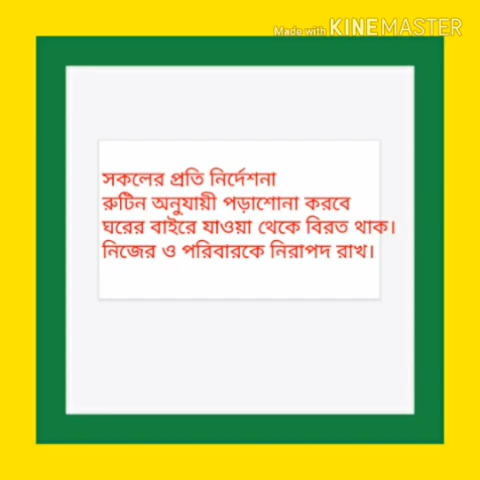 Made with KINEMASTER
সকলের প্রতি নির্দেশনা
রুটিন অনুযায়ী পড়াশোনা করবে
ঘরের বাইরে যাওয়া থেকে বিরত থাক।
নিজের ও পরিবারকে নিরাপদ রাখ।